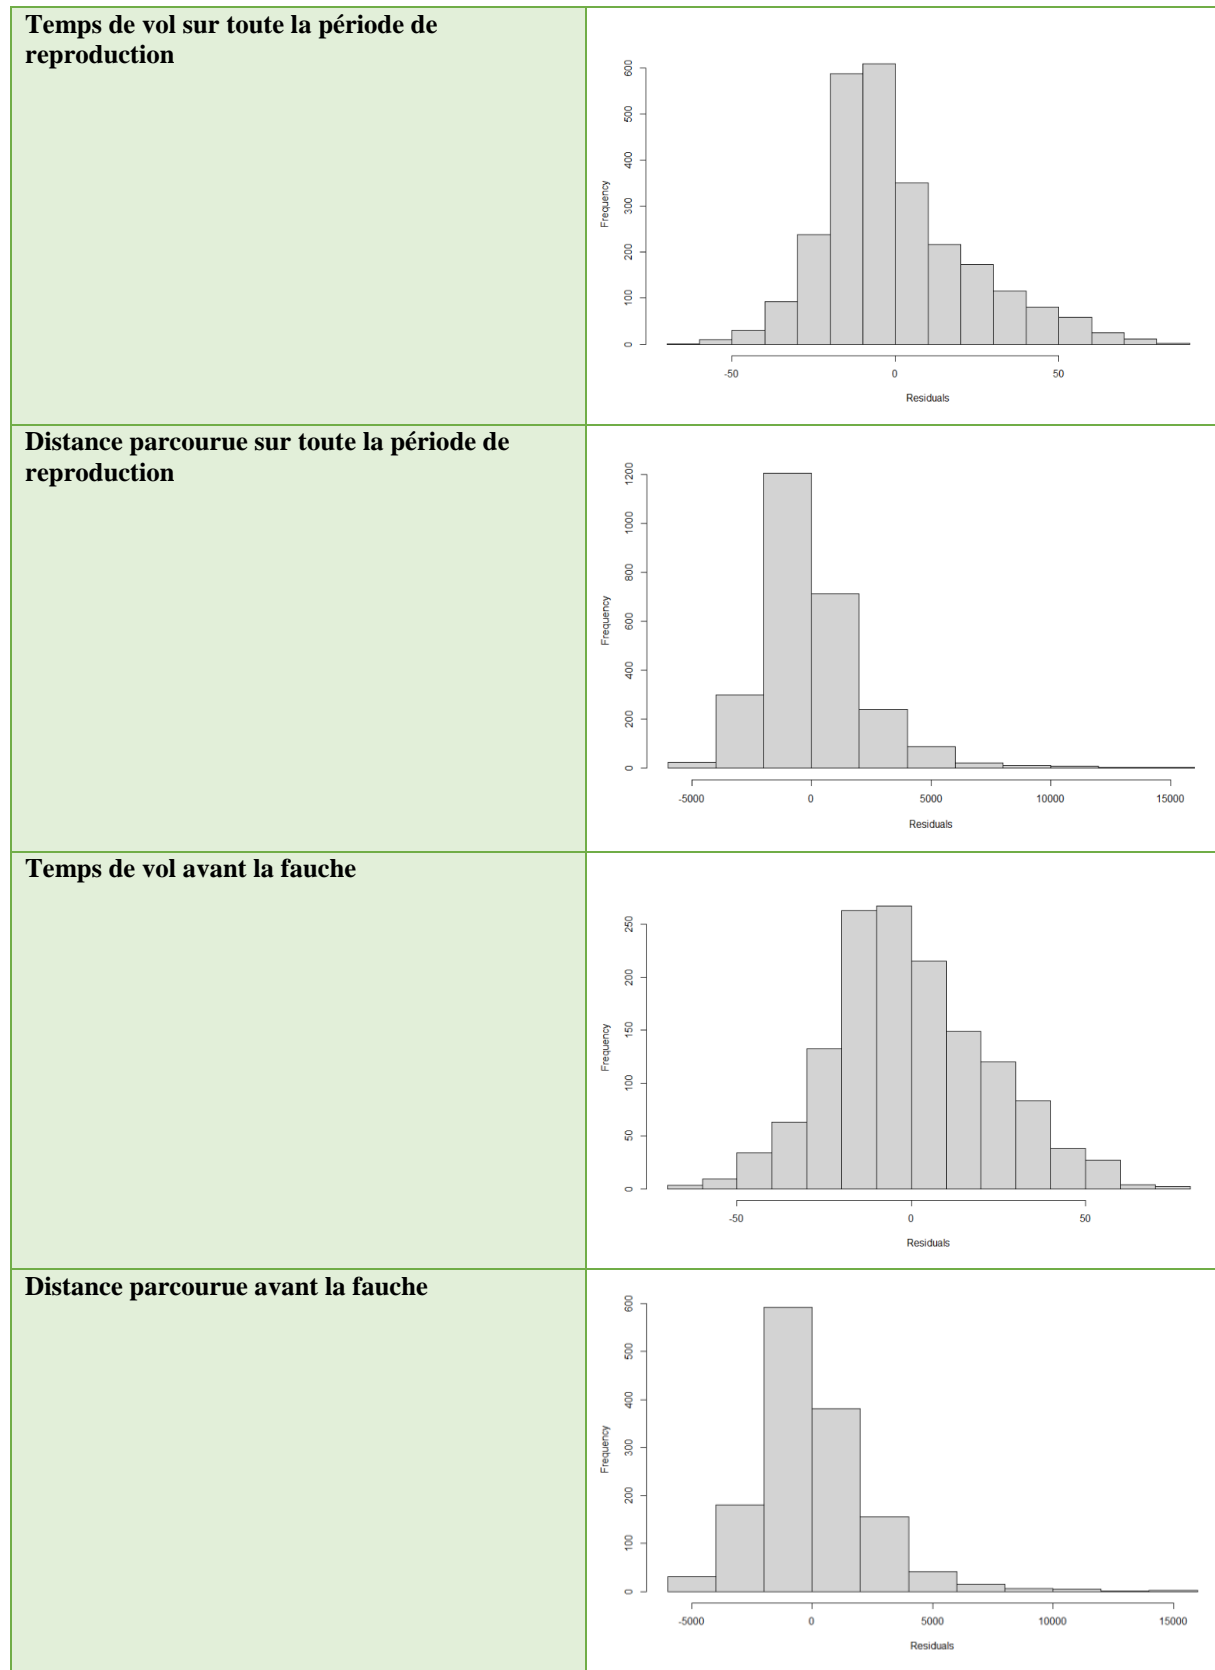 Temps de vol sur toute la période de
reproduction
600
500
400
300
200
100
0
Frequency
-50 0 50
Residuals
Distance parcourue sur toute la période de
reproduction
1200
1000
800
600
400
200
0
Frequency
-5000 0 5000 10000 15000
Residuals
Temps de vol avant la fauche
250
200
150
100
50
0
Frequency
-50 0 50
Residuals
Distance parcourue avant la fauche
600
500
400
300
200
100
0
Frequency
-5000 0 5000 10000 15000
Residuals